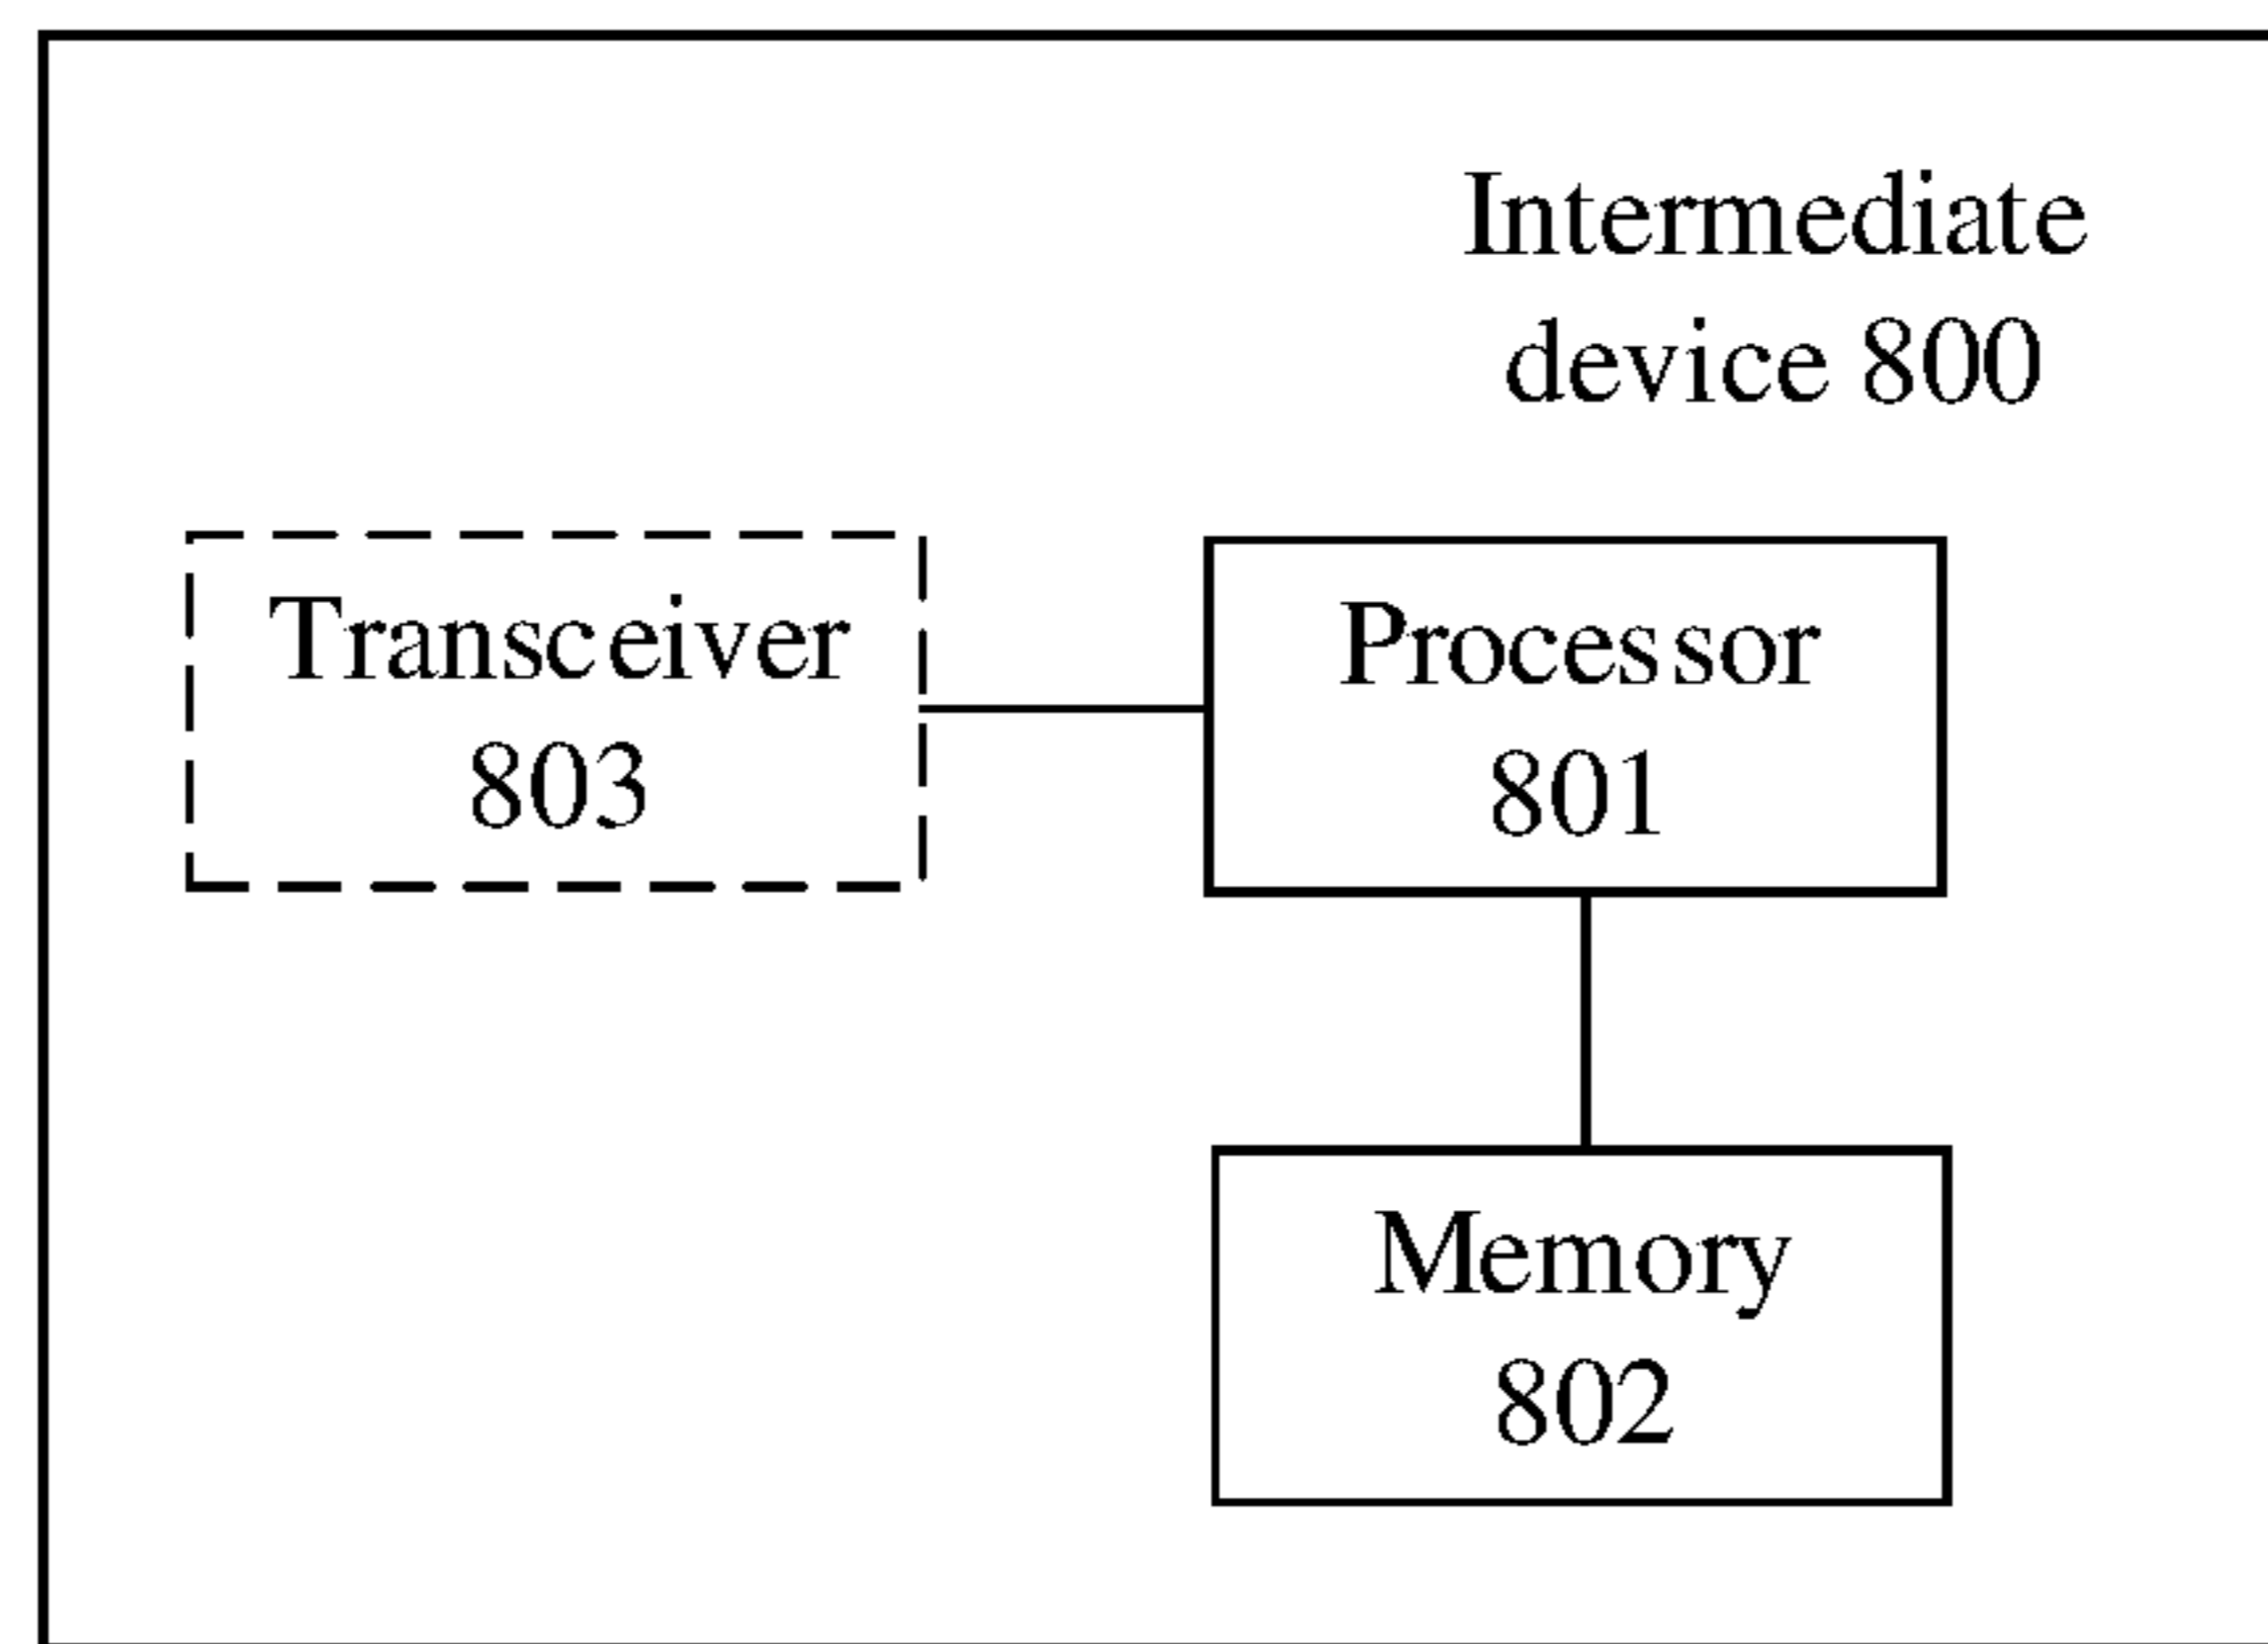 Intermediate
device 800
Transceiver
803
Processor
801
Memory
802